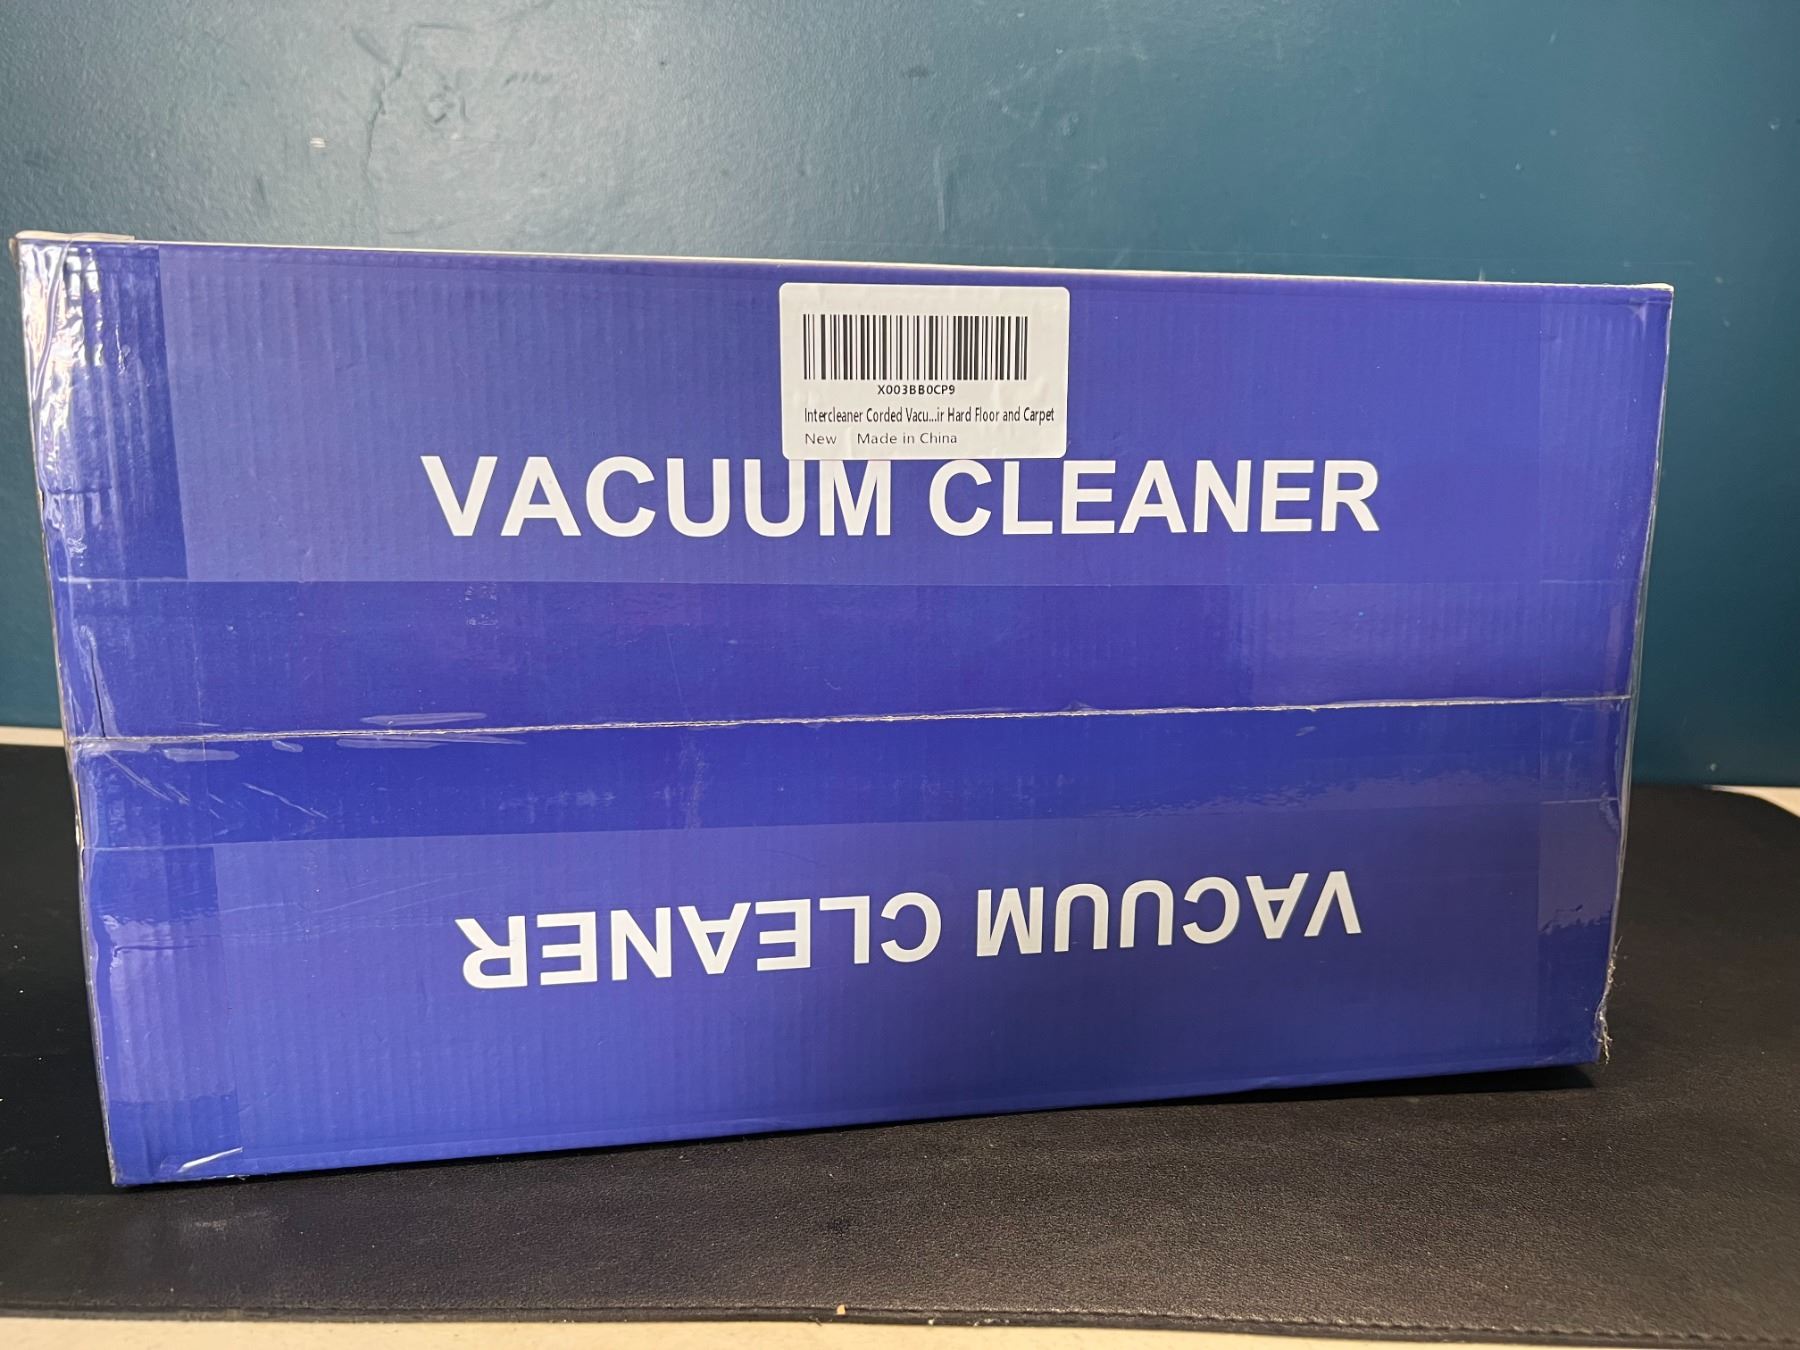 X003BB0CP9
Intercleaner Corded Vacu...ir Hard Floor and Carpet
New Made in China
VACUUM CLEANER
VACUUM CLEANER